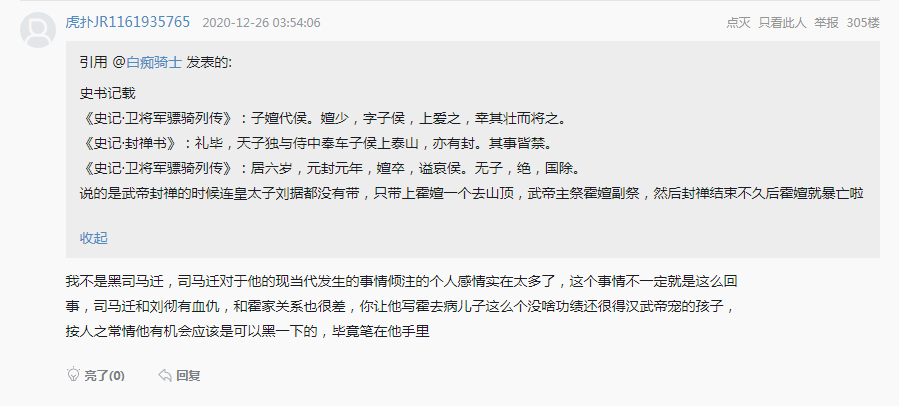 虎扑JR1161935765 2020-12-26 03:54:06 点灭 只看此人 举报 305楼
引用 @白痴骑士 发表的:
史书记载
《史记·卫将军骠骑列传》：子嬗代侯。嬗少，字子侯，上爱之，幸其壮而将之。
《史记·封禅书》：礼毕，天子独与侍中奉车子侯上泰山，亦有封。其事皆禁。
《史记·卫将军骠骑列传》：居六岁，元封元年，嬗卒，谥哀侯。无子，绝，国除。
说的是武帝封禅的时候连皇太子刘据都没有带，只带上霍嬗一个去山顶，武帝主祭霍嬗副祭，然后封禅结束不久后霍嬗就暴亡啦
收起
我不是黑司马迁，司马迁对于他的现当代发生的事情倾注的个人感情实在太多了，这个事情不一定就是这么回
事，司马迁和刘彻有血仇，和霍家关系也很差，你让他写霍去病儿子这么个没啥功绩还很得汉武帝宠的孩子，
按人之常情他有机会应该是可以黑一下的，毕竟笔在他手里
亮了(0) 回复